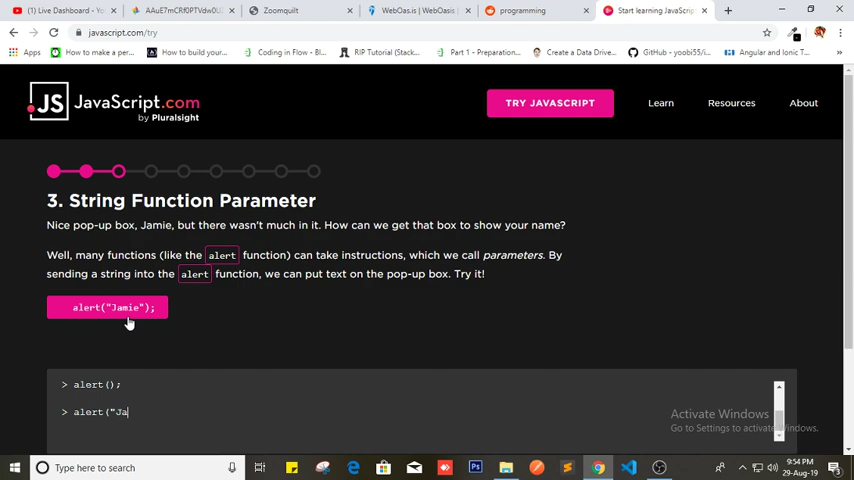 (1) Live Dashboard - Yo
AAuE7mCRf0PTVdw0U2
Zoomquilt
WebOas.is | WebOasis
programming
Start learning JavaScrip
javascript.com/try
Apps
How to make a per...
How to build your...
Coding in Flow - Bl...
RIP Tutorial (Stack...
Part 1 - Preparation...
Create a Data Drive...
GitHub - yoobi55/i...
Angular and Ionic T...
JS JavaScript.com
by Pluralsight
TRY JAVASCRIPT
Learn
Resources
About
3. String Function Parameter
Nice pop-up box, Jamie, but there wasn't much in it. How can we get that box to show your name?
Well, many functions (like the alert function) can take instructions, which we call parameters. By
sending a string into the alert function, we can put text on the pop-up box. Try it!
alert("Jamie");
> alert();
> alert("Ja
Activate Windows
Go to Settings to activate Windows.
Type here to search
Ps
9:54 PM
29-Aug-19